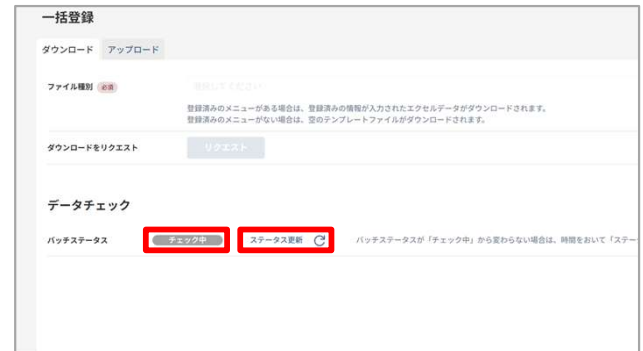 一括登録
ダウンロード アップロード
ファイル種別 必須 選択してください
登録済みのメニューがある場合は、登録済みの情報が入力されたエクセルデータがダウンロードされます。
登録済みのメニューがない場合は、空のテンプレートファイルがダウンロードされます。
ダウンロードをリクエスト リクエスト
データチェック
バッチステータス チェック中 ステータス更新 バッチステータスが「チェック中」から変わらない場合は、時間をおいて「ステー